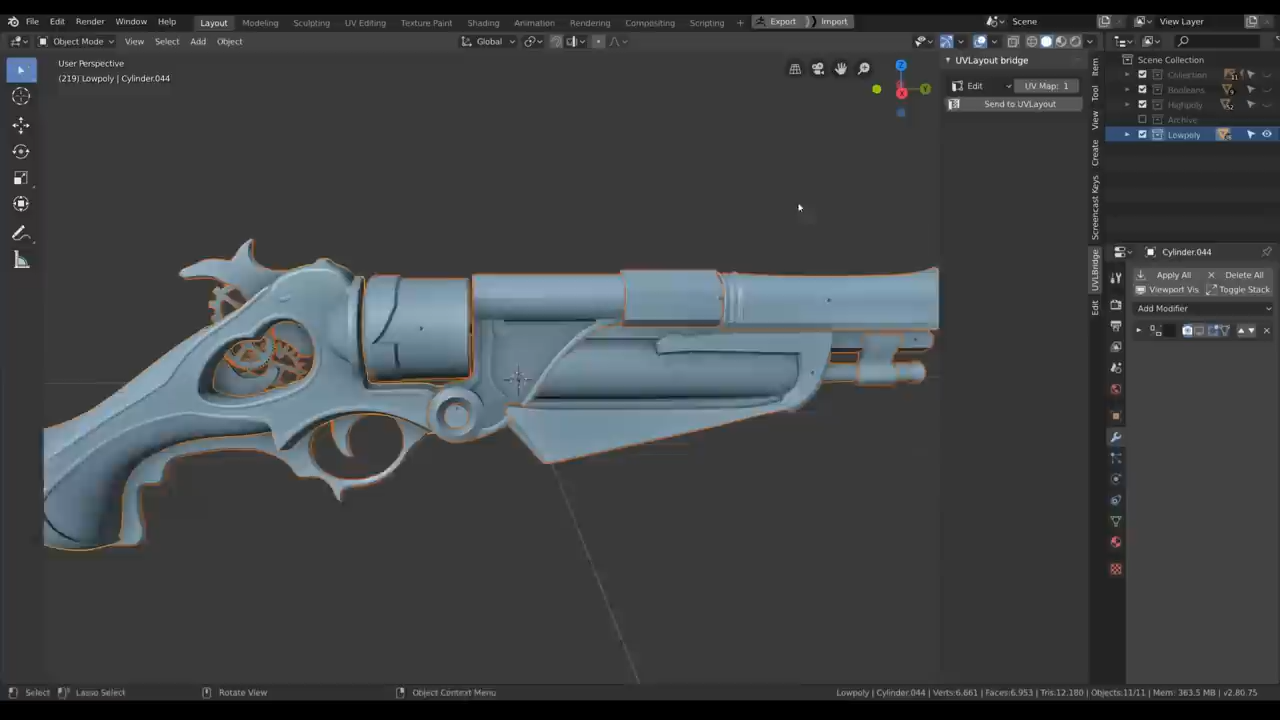 File Edit Render Window Help Layout Modeling Sculpting UV Editing Texture Paint Shading Animation Rendering Compositing Scripting + Export Import Scene View Layer
Object Mode View Select Add Object Global
User Perspective
(219) Lowpoly | Cylinder.044
UVLayout bridge
Edit UV Map: 1
Send to UVLayout
Item
Tool
View
Create
Screencast Keys
UVLBridge
Edit
Scene Collection
Collection
Booleans
Highpoly
Archive
Lowpoly
Cylinder.044
Apply All Delete All
Viewport Vis Toggle Stack
Add Modifier
Select Lasso Select Rotate View Object Context Menu Lowpoly | Cylinder.044 | Verts:6.661 | Faces:6.953 | Tris:12.180 | Objects:11/11 | Mem: 363.5 MB | v2.80.75